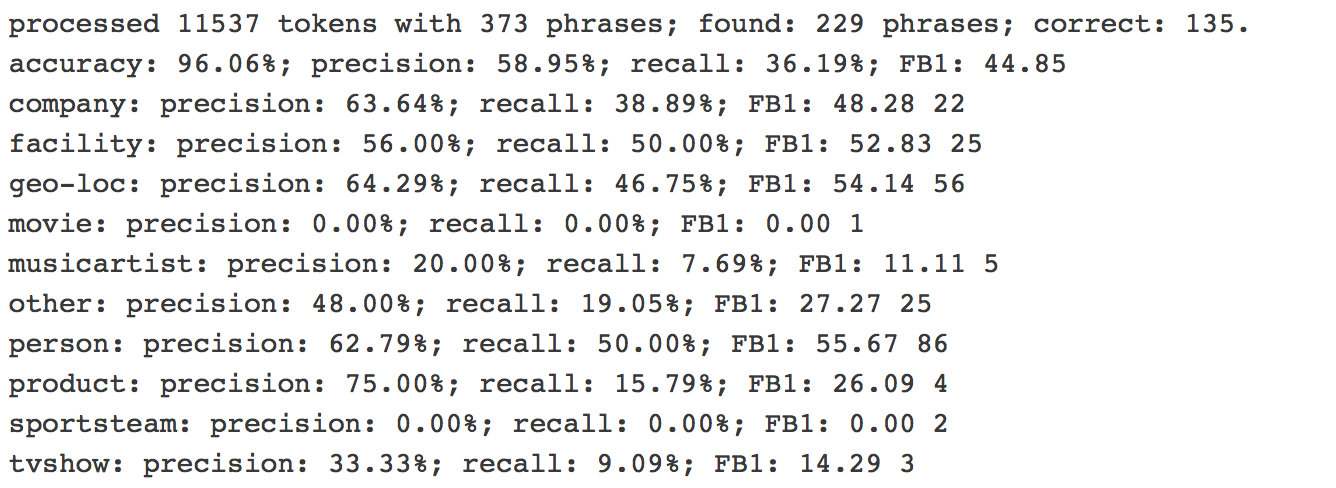 processed 11537 tokens with 373 phrases; found: 229 phrases; correct: 135.
accuracy: 96.06%; precision: 58.95%; recall: 36.19%; FB1: 44.85
company: precision: 63.64%; recall: 38.89%; FB1: 48.28 22
facility: precision: 56.00%; recall: 50.00%; FB1: 52.83 25
geo-loc: precision: 64.29%; recall: 46.75%; FB1: 54.14 56
movie: precision: 0.00%; recall: 0.00%; FB1: 0.00 1
musicartist: precision: 20.00%; recall: 7.69%; FB1: 11.11 5
other: precision: 48.00%; recall: 19.05%; FB1: 27.27 25
person: precision: 62.79%; recall: 50.00%; FB1: 55.67 86
product: precision: 75.00%; recall: 15.79%; FB1: 26.09 4
sportsteam: precision: 0.00%; recall: 0.00%; FB1: 0.00 2
tvshow: precision: 33.33%; recall: 9.09%; FB1: 14.29 3